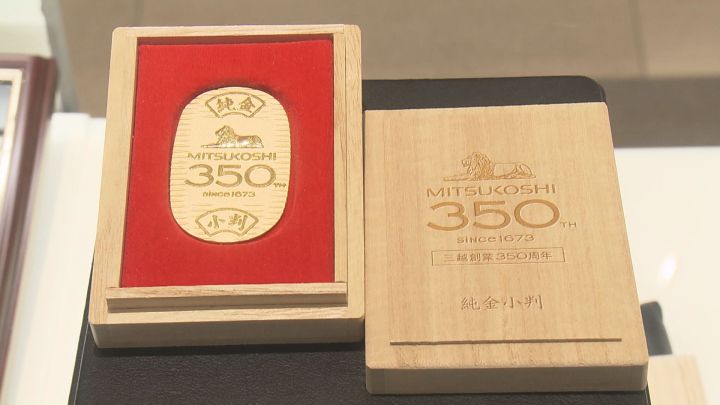 純金
MITSUKOSHI
350TH
since1673
小判
MITSUKOSHI
350TH
since1673
三越創業350周年
純金小判